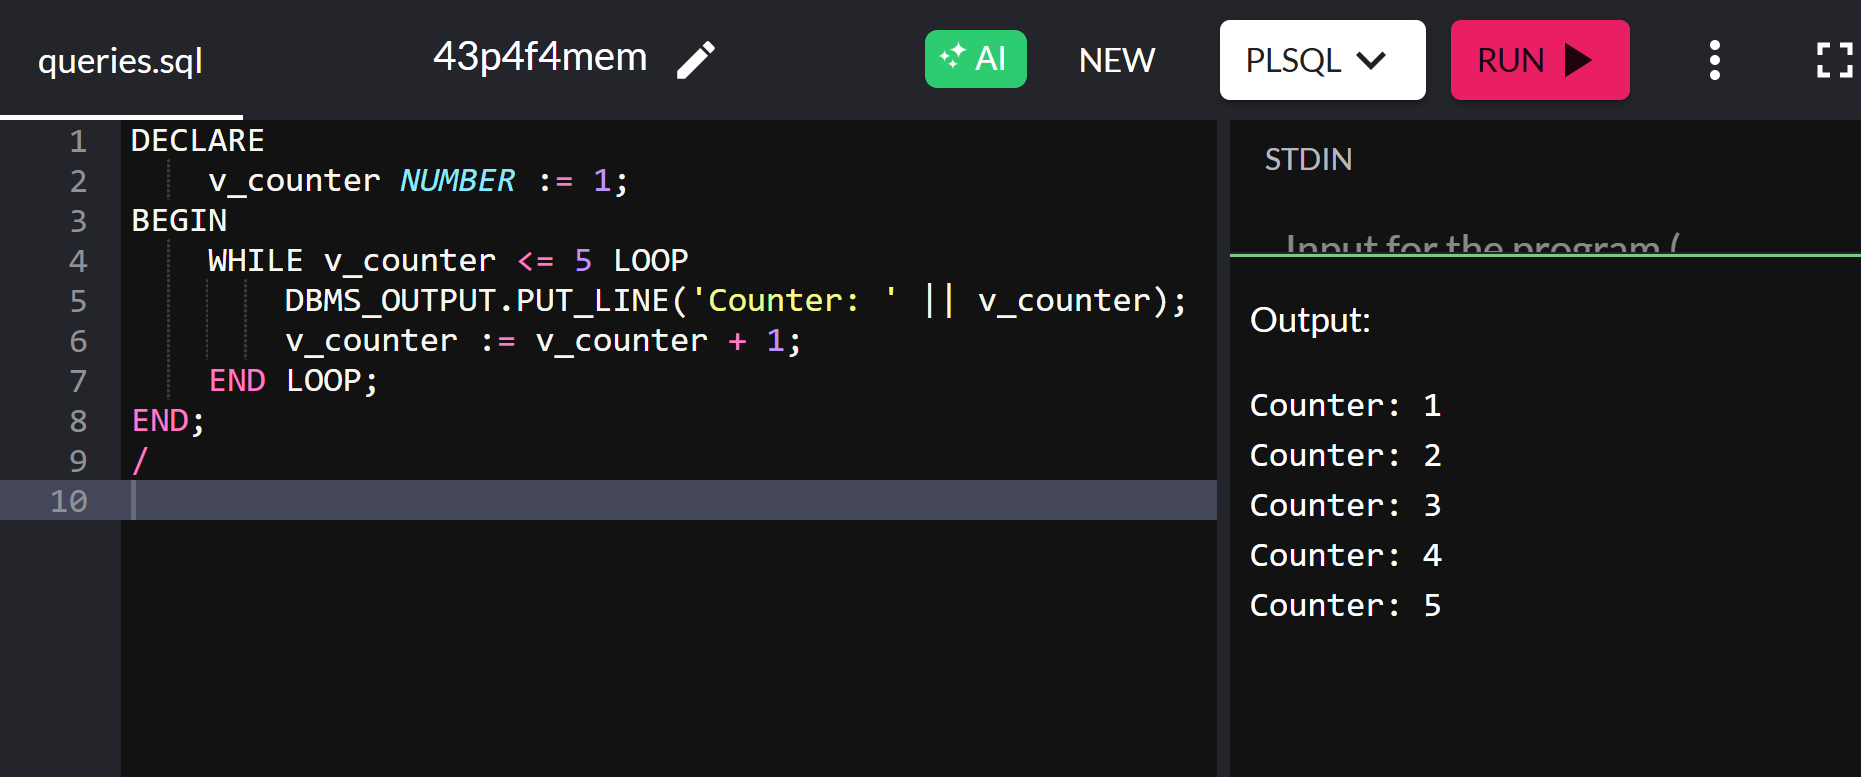 queries.sql 43p4f4mem AI NEW PLSQL RUN
1 DECLARE
2     v_counter NUMBER := 1;
3 BEGIN
4     WHILE v_counter <= 5 LOOP
5         DBMS_OUTPUT.PUT_LINE('Counter: ' || v_counter);
6         v_counter := v_counter + 1;
7     END LOOP;
8 END;
9 /
10
STDIN
Input for the program (
Output:
Counter: 1
Counter: 2
Counter: 3
Counter: 4
Counter: 5